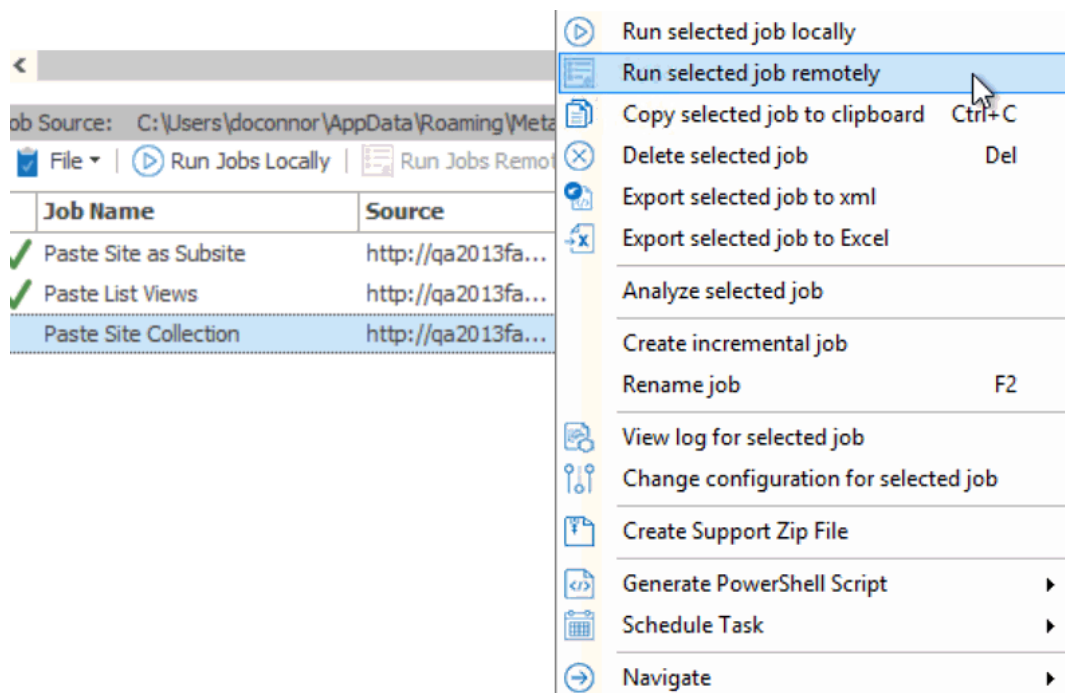 ob Source: C:\Users\doconnor\AppData\Roaming\Meta
File
Run Jobs Locally
Run Jobs Remot
Job Name Source
Paste Site as Subsite http://qa2013fa...
Paste List Views http://qa2013fa...
Paste Site Collection http://qa2013fa...
Run selected job locally
Run selected job remotely
Copy selected job to clipboard Ctrl+C
Delete selected job Del
Export selected job to xml
Export selected job to Excel
Analyze selected job
Create incremental job
Rename job F2
View log for selected job
Change configuration for selected job
Create Support Zip File
Generate PowerShell Script
Schedule Task
Navigate